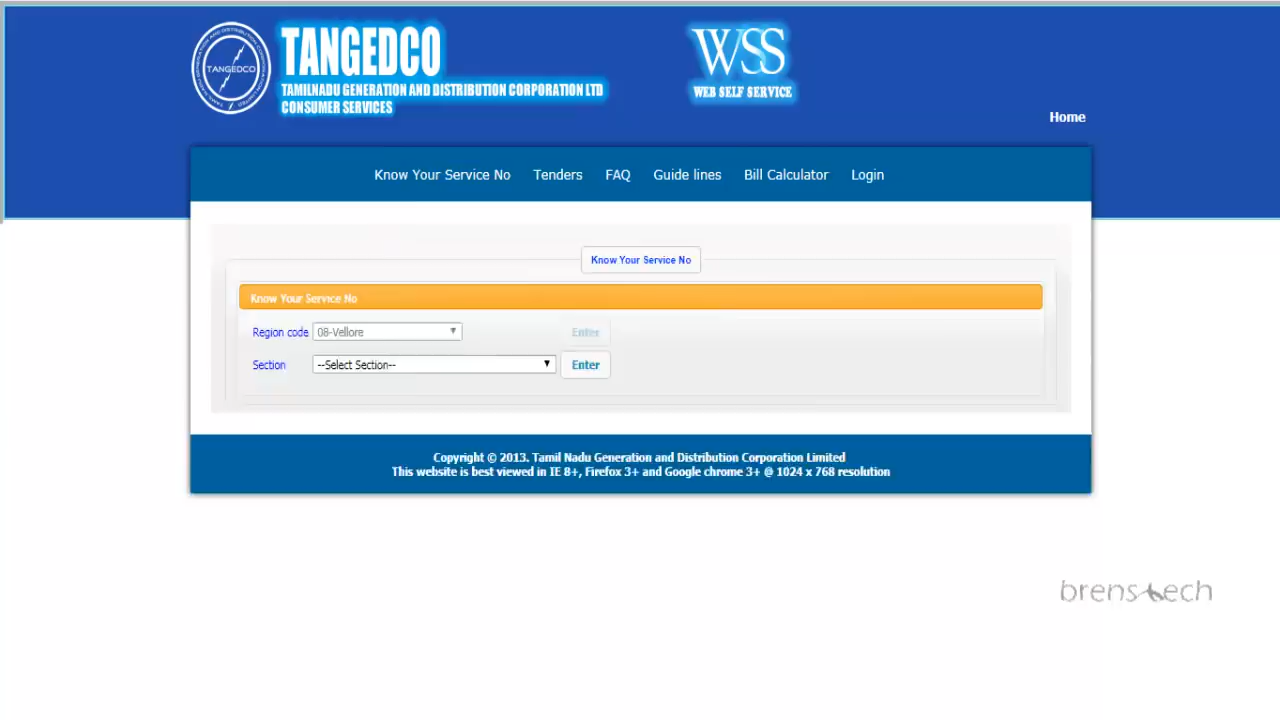 TANGEDCO
TANGEDCO
TAMILNADU GENERATION AND DISTRIBUTION CORPORATION LTD
CONSUMER SERVICES
WSS
WEB SELF SERVICE
Home
Know Your Service No Tenders FAQ Guide lines Bill Calculator Login
Know Your Service No
Know Your Service No
Region code 08-Vellore Enter
Section --Select Section-- Enter
Copyright © 2013. Tamil Nadu Generation and Distribution Corporation Limited
This website is best viewed in IE 8+, Firefox 3+ and Google chrome 3+ @ 1024 x 768 resolution
brenstech